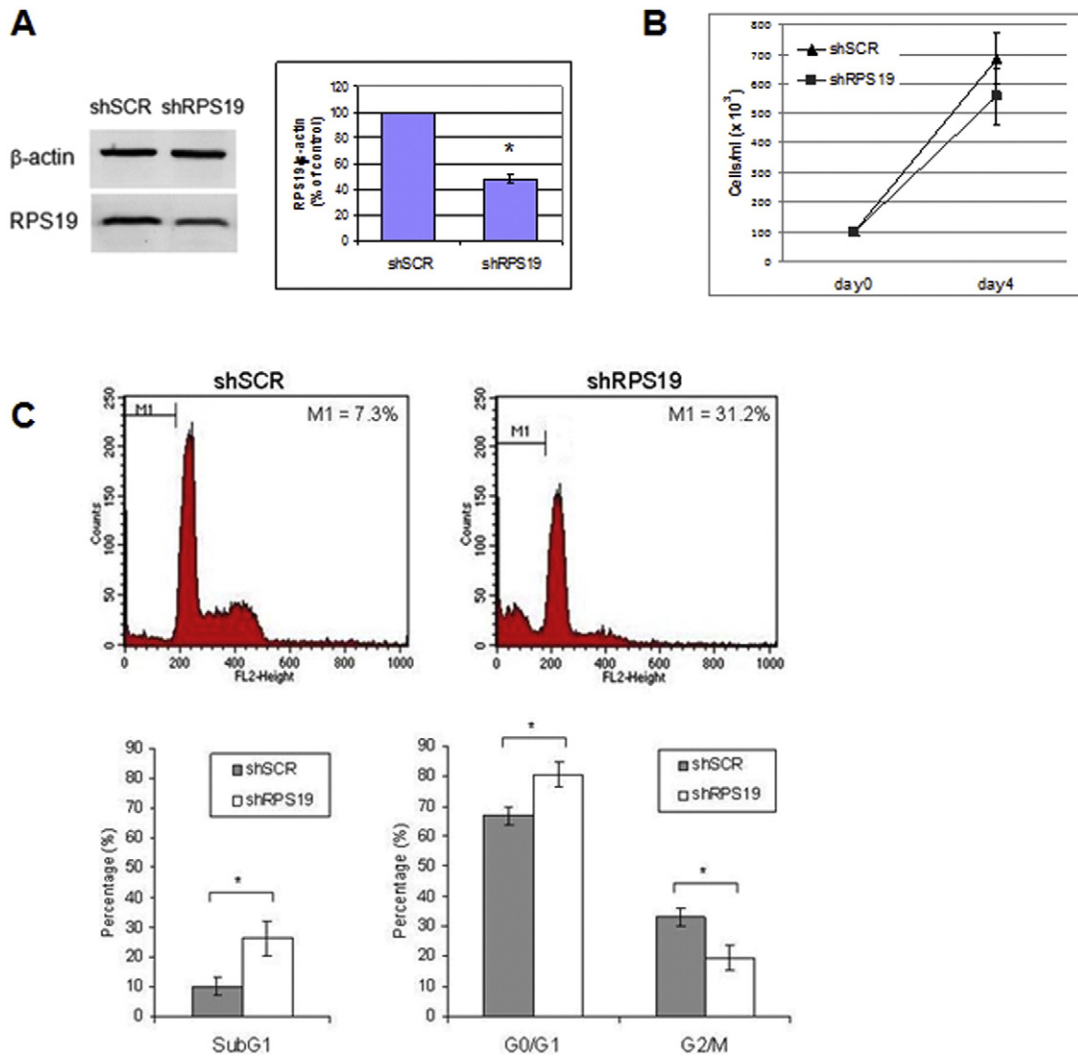 A
shSCR shRPS19
β-actin
RPS19
RPS19
-actin
(% of control)
120
100
80
60
40
20
0
*
shSCR
shRPS19
B
Cells/ml (x 10³)
800
700
600
500
400
300
200
100
0
shSCR
shRPS19
day0
day4
C
shSCR
M1
M1 = 7.3%
Counts
250
200
150
100
50
0
0 200 400 600 800 1000
FL2-Height
shRPS19
M1
M1 = 31.2%
Counts
250
200
150
100
50
0
0 200 400 600 800 1000
FL2-Height
Percentage (%)
90
80
70
60
50
40
30
20
10
0
shSCR
shRPS19
*
SubG1
Percentage (%)
90
80
70
60
50
40
30
20
10
0
*
shSCR
shRPS19
*
G0/G1
G2/M